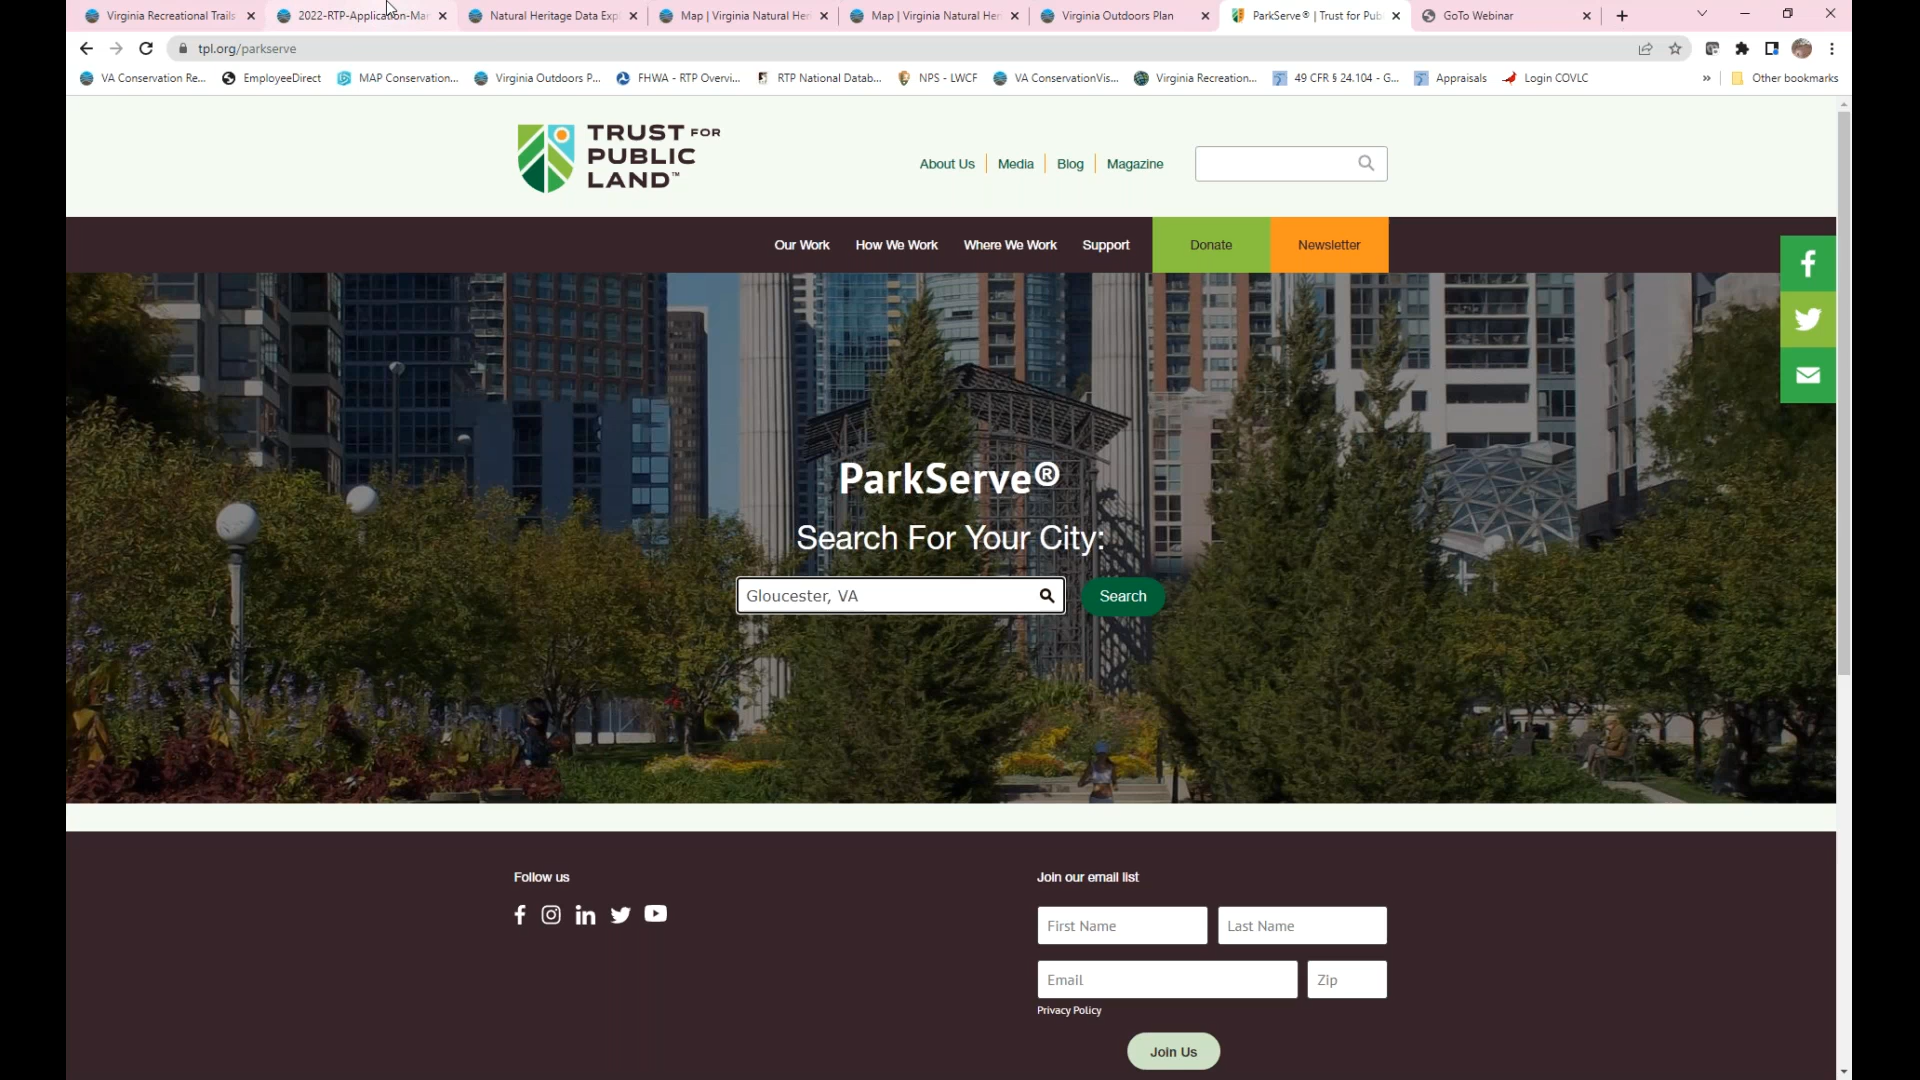 Virginia Recreational Trails
2022-RTP-Application-Man
Natural Heritage Data Expl
Map | Virginia Natural Her
Map | Virginia Natural Her
Virginia Outdoors Plan
ParkServe® | Trust for Pub
GoTo Webinar
tpl.org/parkserve
VA Conservation Re...
EmployeeDirect
MAP Conservation...
Virginia Outdoors P...
FHWA - RTP Overvi...
RTP National Datab...
NPS - LWCF
VA ConservationVis...
Virginia Recreation...
49 CFR § 24.104 - G...
Appraisals
Login COVLC
»
Other bookmarks
TRUST FOR
PUBLIC
LAND™
About Us
Media
Blog
Magazine
Our Work
How We Work
Where We Work
Support
Donate
Newsletter
ParkServe®
Search For Your City:
Gloucester, VA
Search
Follow us
Join our email list
First Name
Last Name
Email
Zip
Privacy Policy
Join Us